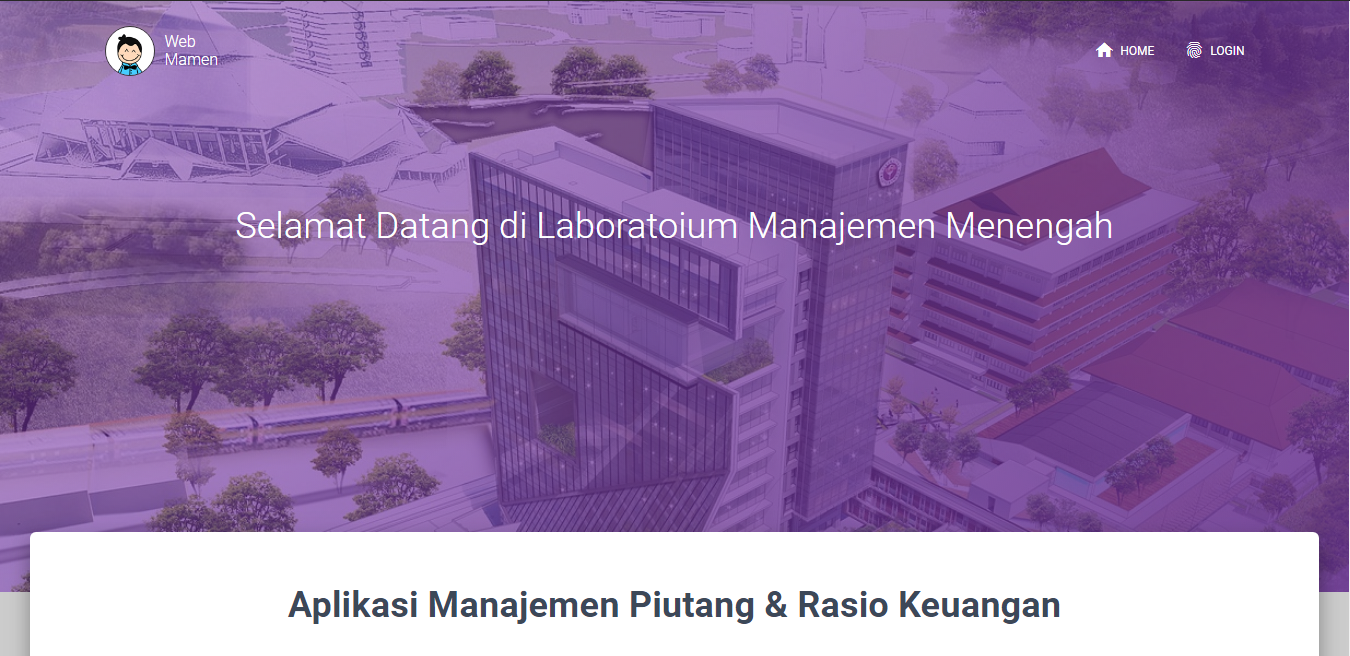 Web
Mamen
HOME
LOGIN
Selamat Datang di Laboratoium Manajemen Menengah
Aplikasi Manajemen Piutang & Rasio Keuangan